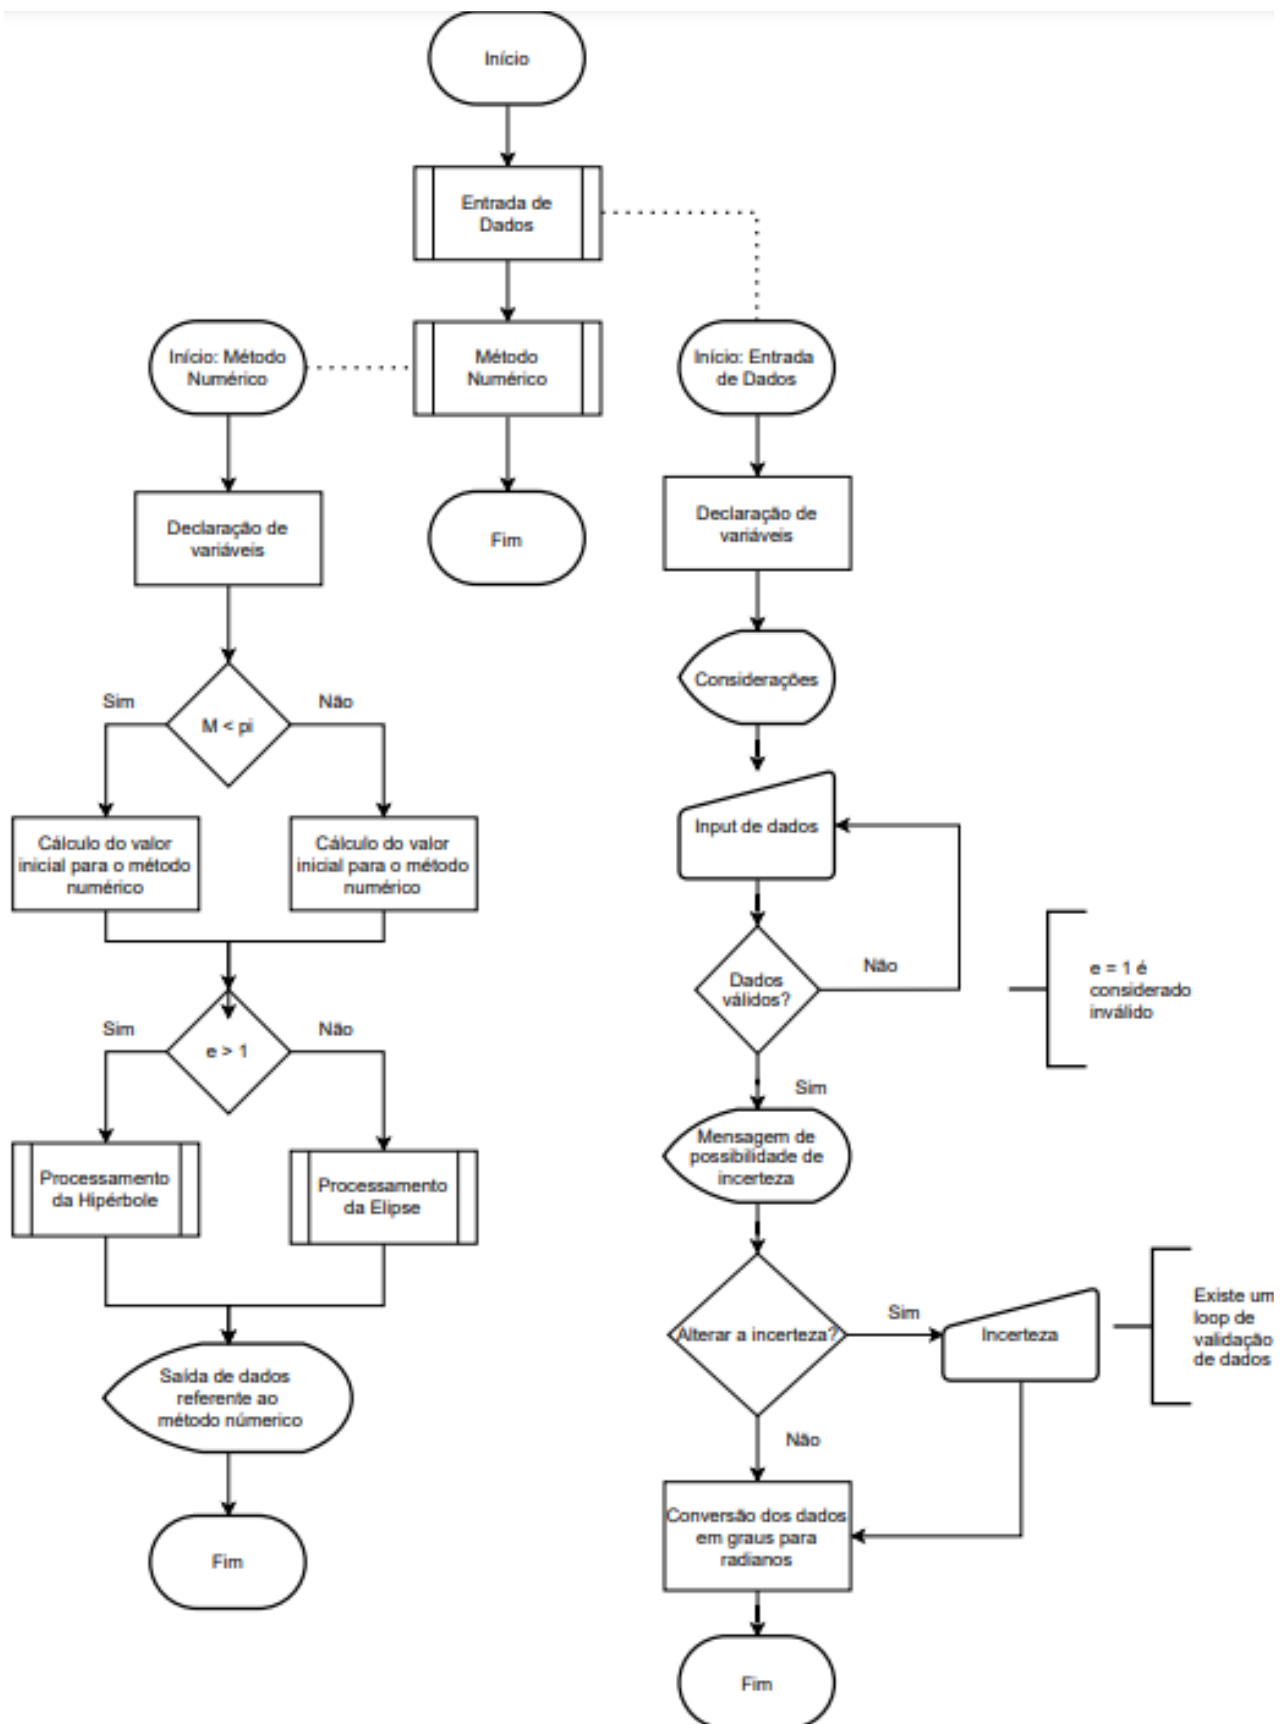 Início
Entrada de
Dados
Método
Numérico
Fim
Início: Método
Numérico
Declaração de
variáveis
M < pi
Sim
Não
Cálculo do valor
inicial para o método
numérico
Cálculo do valor
inicial para o método
numérico
e > 1
Sim
Não
Processamento
da Hipérbole
Processamento
da Elipse
Saída de dados
referente ao
método númerico
Fim
Início: Entrada
de Dados
Declaração de
variáveis
Considerações
Input de dados
Dados
válidos?
Não
e = 1 é
considerado
inválido
Sim
Mensagem de
possibilidade de
incerteza
Alterar a incerteza?
Sim
Incerteza
Existe um
loop de
validação
de dados
Não
Conversão dos dados
em graus para
radianos
Fim